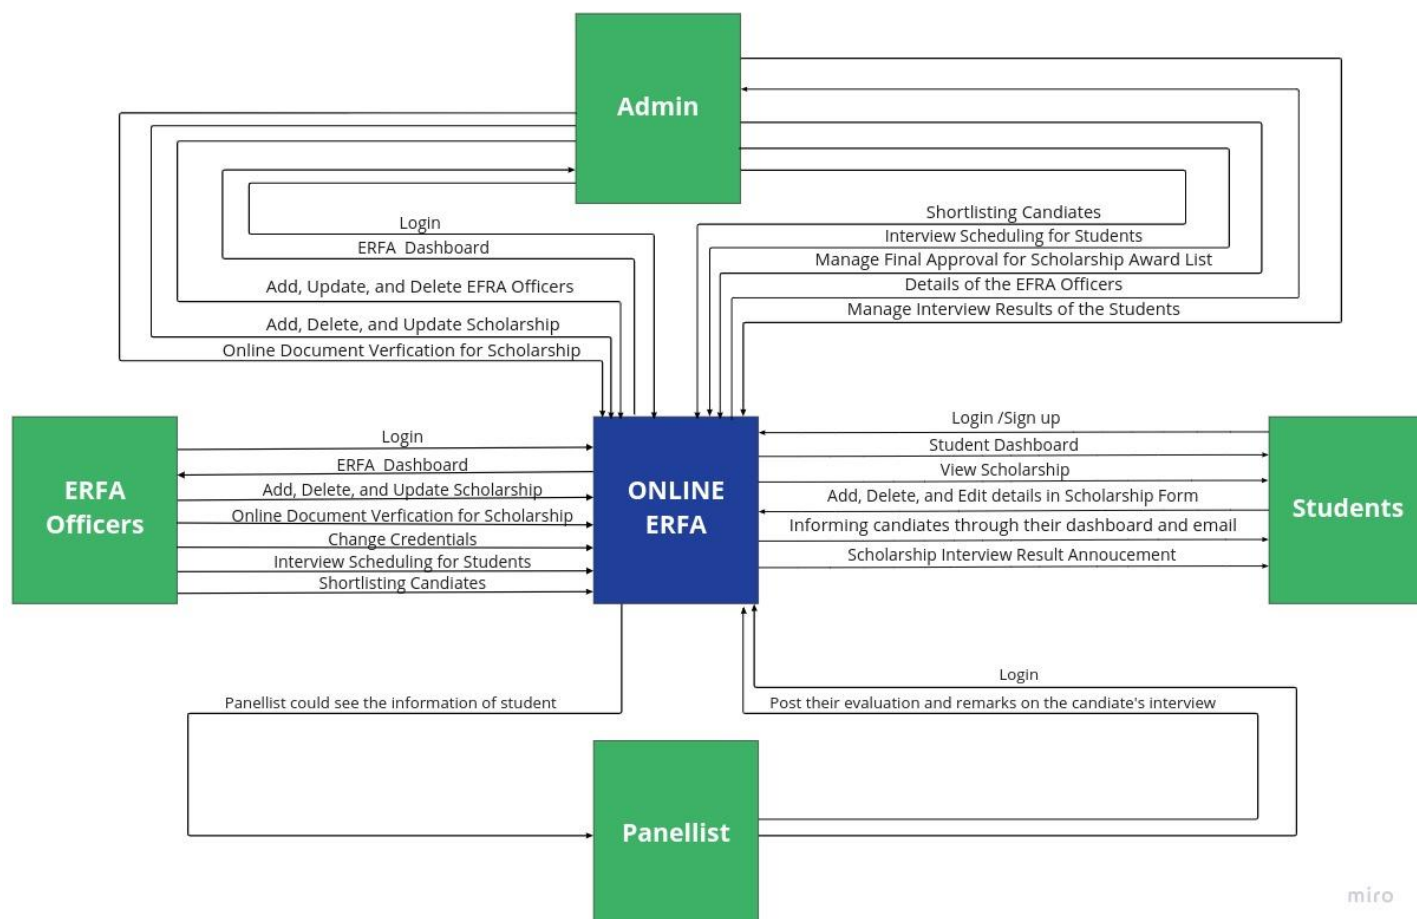 Admin
Login
ERFA Dashboard
Add, Update, and Delete EFRA Officers
Add, Delete, and Update Scholarship
Online Document Verfication for Scholarship
Shortlisting Candiates
Interview Scheduling for Students
Manage Final Approval for Scholarship Award List
Details of the EFRA Officers
Manage Interview Results of the Students
ERFA
Officers
Login
ERFA Dashboard
Add, Delete, and Update Scholarship
Online Document Verfication for Scholarship
Change Credentials
Interview Scheduling for Students
Shortlisting Candiates
ONLINE
ERFA
Login /Sign up
Student Dashboard
View Scholarship
Add, Delete, and Edit details in Scholarship Form
Informing candiates through their dashboard and email
Scholarship Interview Result Annoucement
Students
Panellist could see the information of student
Login
Post their evaluation and remarks on the candiate's interview
Panellist
miro